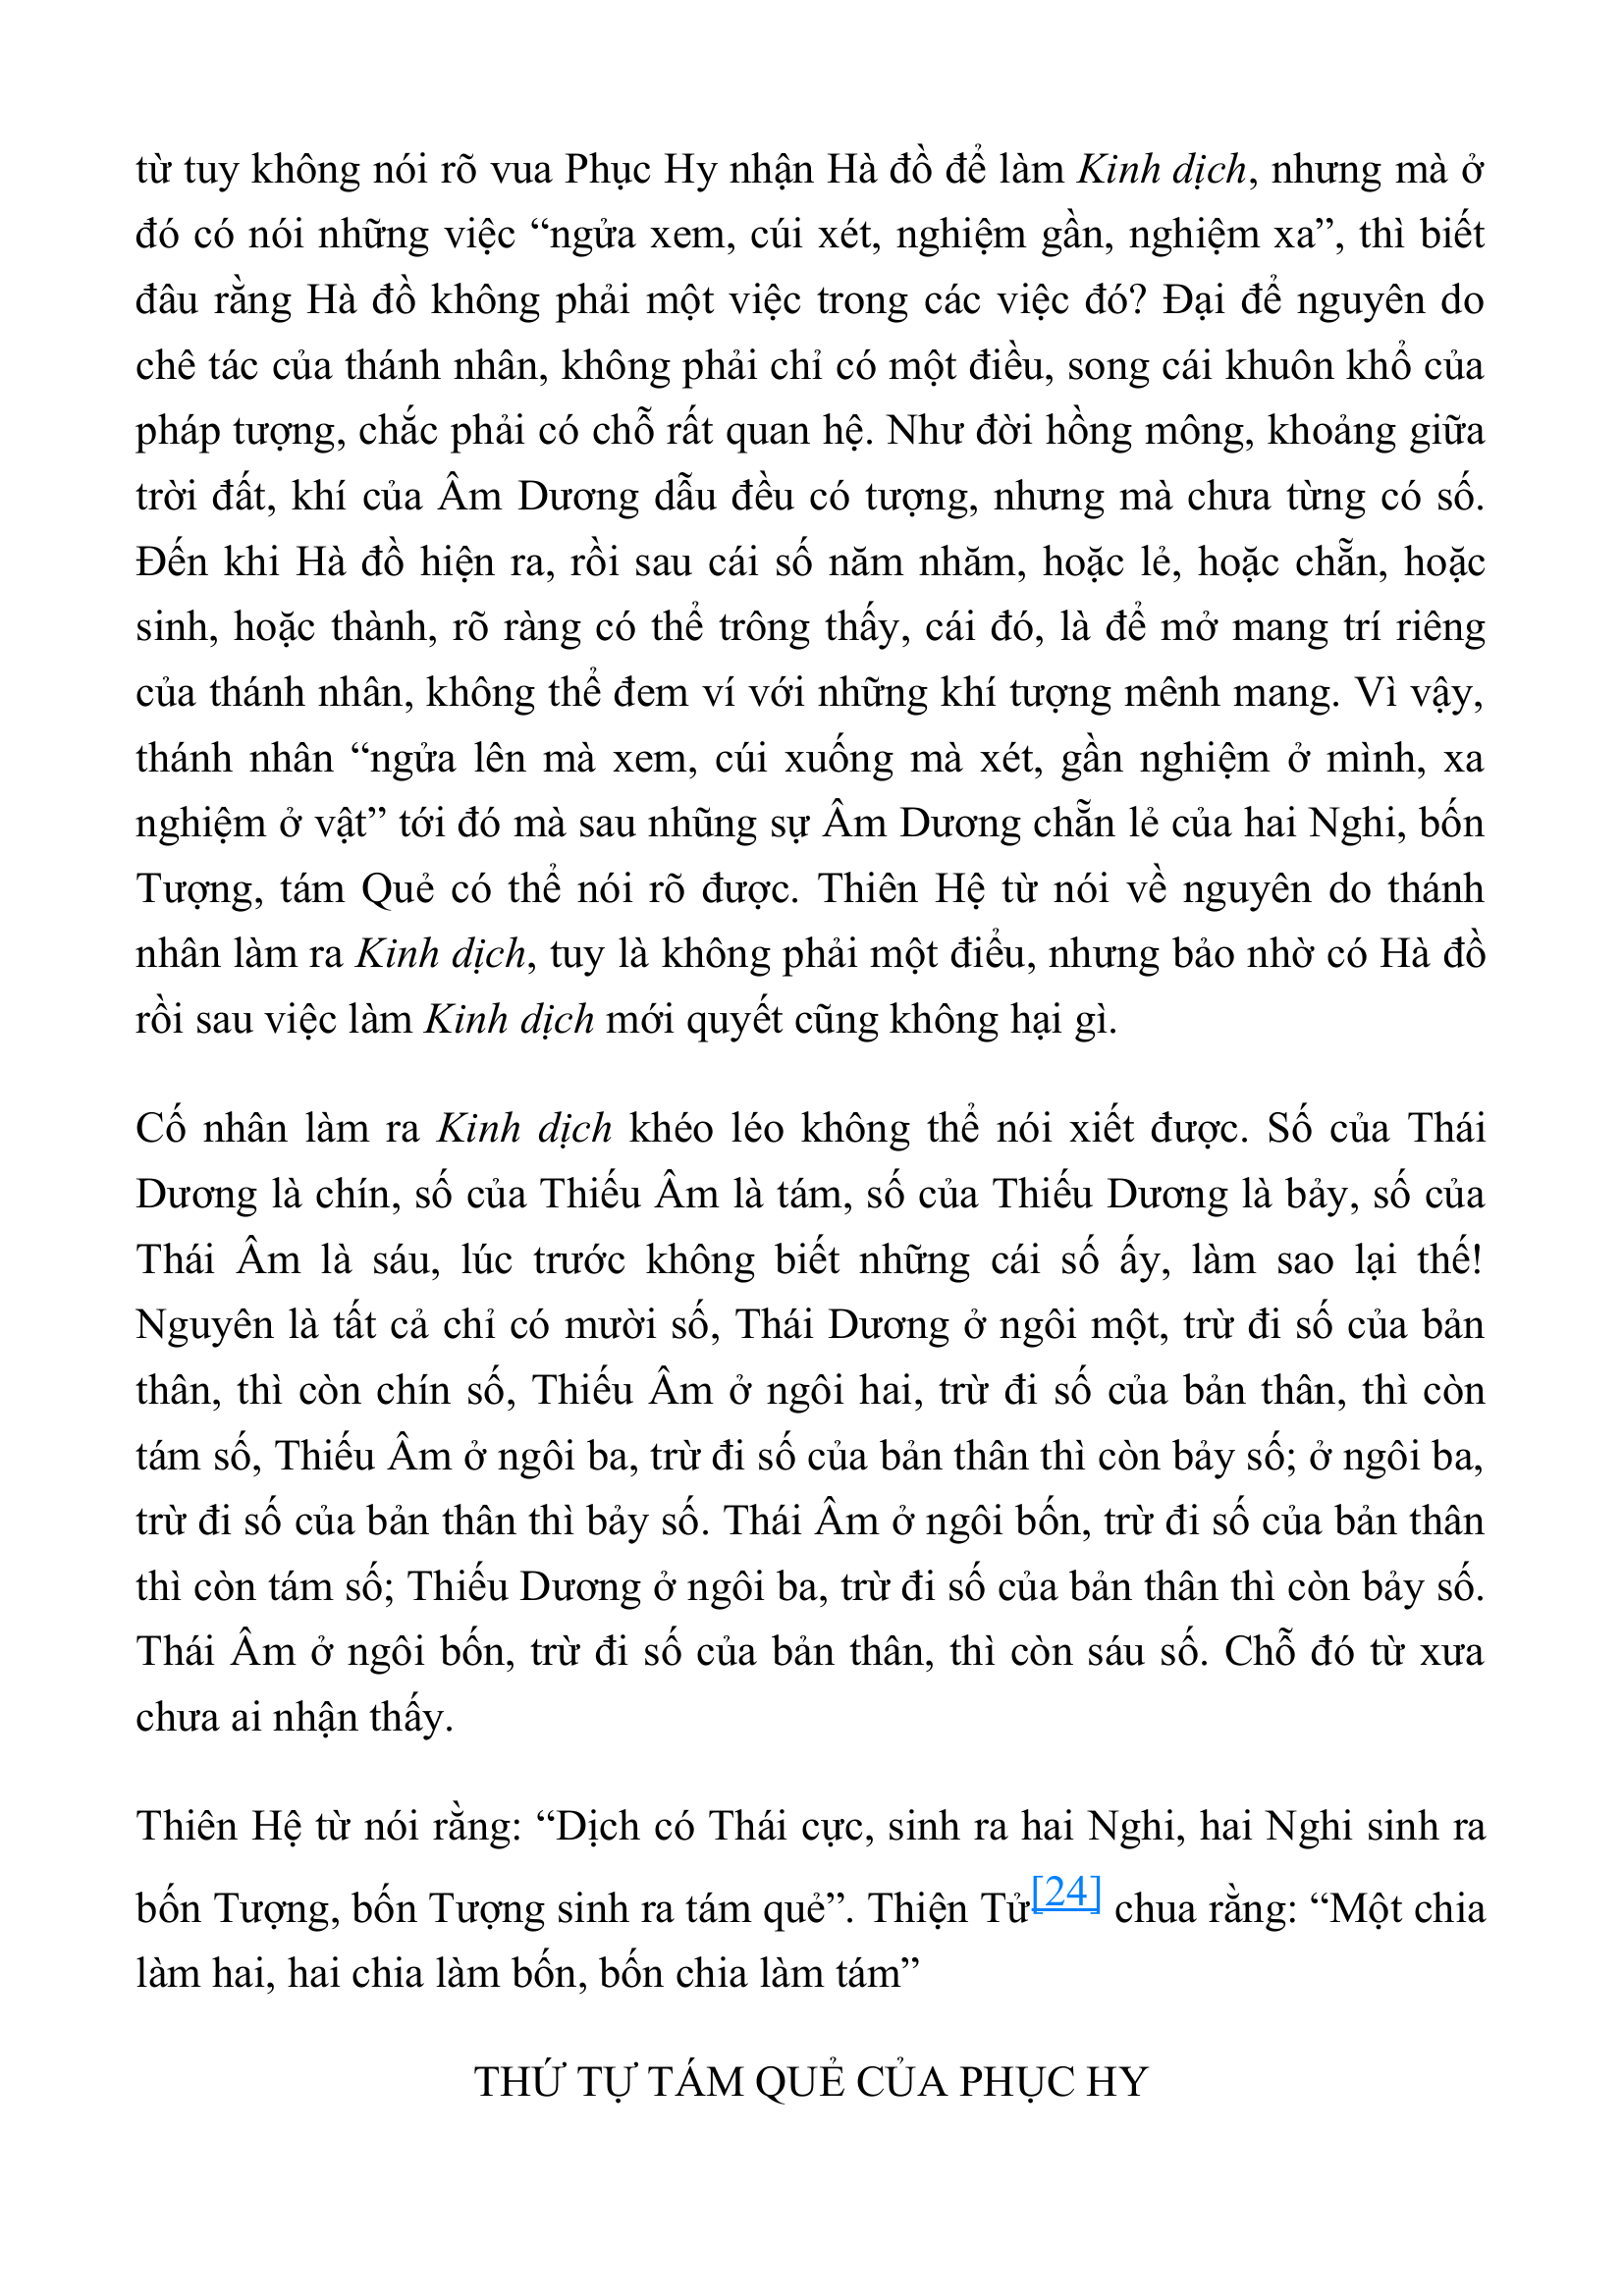 từ tuy không nói rõ vua Phục Hy nhận Hà đồ để làm Kinh dịch, nhưng mà ở
đó có nói những việc “ngửa xem, cúi xét, nghiệm gần, nghiệm xa”, thì biết
đâu rằng Hà đồ không phải một việc trong các việc đó? Đại để nguyên do
chê tác của thánh nhân, không phải chỉ có một điều, song cái khuôn khổ của
pháp tượng, chắc phải có chỗ rất quan hệ. Như đời hồng mông, khoảng giữa
trời đất, khí của Âm Dương dẫu đều có tượng, nhưng mà chưa từng có số.
Đến khi Hà đồ hiện ra, rồi sau cái số năm nhăm, hoặc lẻ, hoặc chẵn, hoặc
sinh, hoặc thành, rõ ràng có thể trông thấy, cái đó, là để mở mang trí riêng
của thánh nhân, không thể đem ví với những khí tượng mênh mang. Vì vậy,
thánh nhân “ngửa lên mà xem, cúi xuống mà xét, gần nghiệm ở mình, xa
nghiệm ở vật” tới đó mà sau nhũng sự Âm Dương chẵn lẻ của hai Nghi, bốn
Tượng, tám Quẻ có thể nói rõ được. Thiên Hệ từ nói về nguyên do thánh
nhân làm ra Kinh dịch, tuy là không phải một điểu, nhưng bảo nhờ có Hà đồ
rồi sau việc làm Kinh dịch mới quyết cũng không hại gì.
Cố nhân làm ra Kinh dịch khéo léo không thể nói xiết được. Số của Thái
Dương là chín, số của Thiếu Âm là tám, số của Thiếu Dương là bảy, số của
Thái Âm là sáu, lúc trước không biết những cái số ấy, làm sao lại thế!
Nguyên là tất cả chỉ có mười số, Thái Dương ở ngôi một, trừ đi số của bản
thân, thì còn chín số, Thiếu Âm ở ngôi hai, trừ đi số của bản thân, thì còn
tám số, Thiếu Âm ở ngôi ba, trừ đi số của bản thân thì còn bảy số; ở ngôi ba,
trừ đi số của bản thân thì bảy số. Thái Âm ở ngôi bốn, trừ đi số của bản thân
thì còn tám số; Thiếu Dương ở ngôi ba, trừ đi số của bản thân thì còn bảy số.
Thái Âm ở ngôi bốn, trừ đi số của bản thân, thì còn sáu số. Chỗ đó từ xưa
chưa ai nhận thấy.
Thiên Hệ từ nói rằng: “Dịch có Thái cực, sinh ra hai Nghi, hai Nghi sinh ra
bốn Tượng, bốn Tượng sinh ra tám quẻ”. Thiện Tử[24] chua rằng: “Một chia
làm hai, hai chia làm bốn, bốn chia làm tám”
THỨ TỰ TÁM QUẺ CỦA PHỤC HY